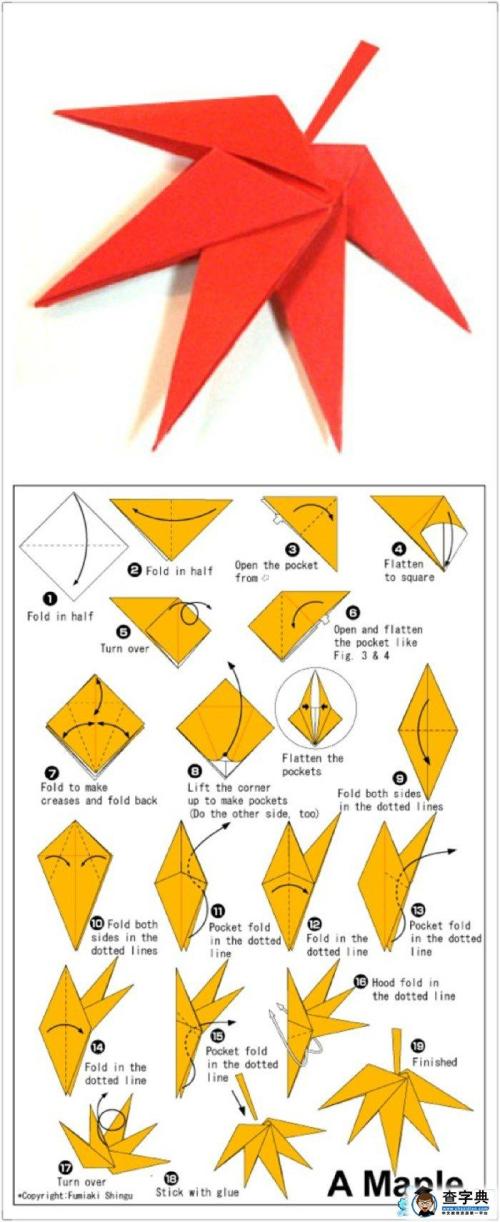 1
Fold in half
2 Fold in half
3
Open the pocket
from
4
Flatten
to square
5
Turn over
6
Open and flatten
the pocket like
Fig. 3 & 4
7
Fold to make
creases and fold back
8
Lift the corner
up to make pockets
(Do the other side, too)
Flatten the
pockets
9
Fold both sides
in the dotted lines
10 Fold both
sides in the
dotted lines
11
Pocket fold
in the dotted
line
12
Fold in the
dotted line
13
Pocket fold
in the dotted
line
14
Fold in the
dotted line
15
Pocket fold
in the dotted
line
16 Hood fold in
the dotted line
17
Turn over
18
Stick with glue
19
Finished
*Copyright:Fumiaki Shingu
A Maple
查字典